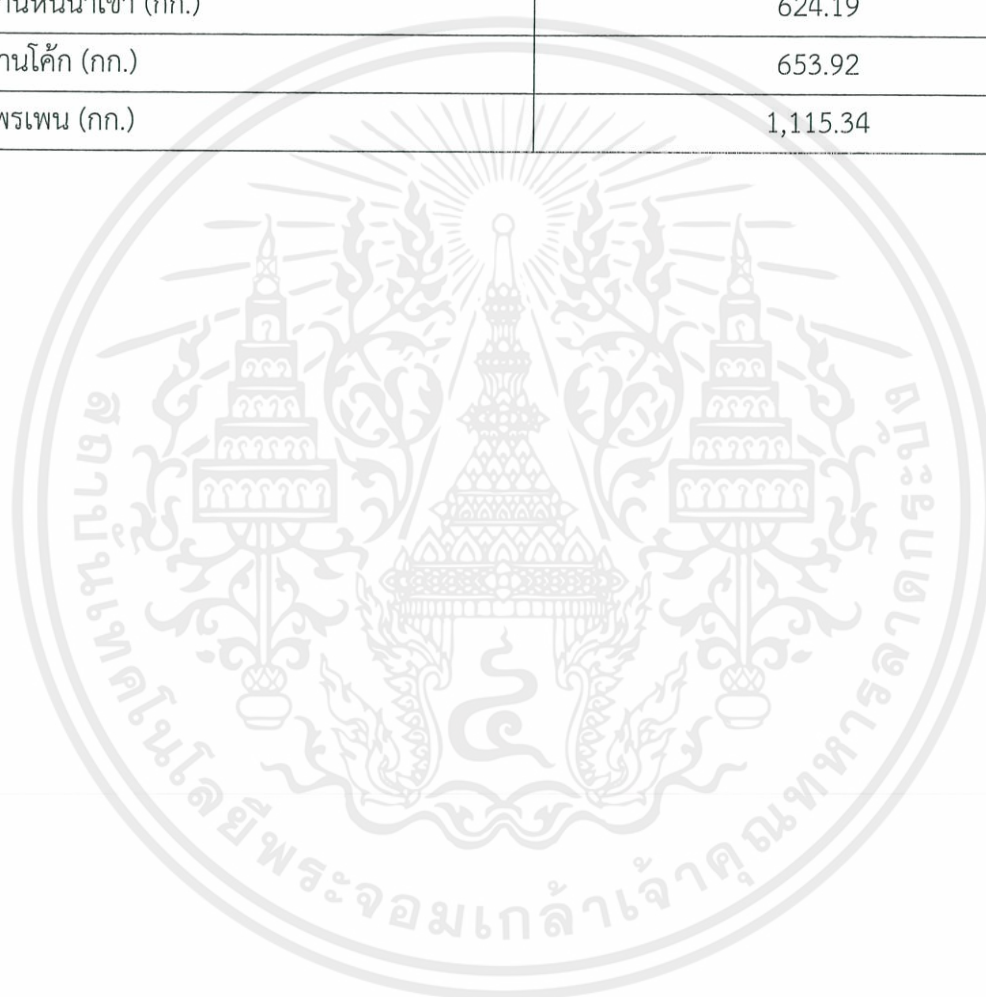 านหินนำเข้า (กก.) 624.19
านโค้ก (กก.) 653.92
พรเพน (กก.) 1,115.34
สถาบันเทคโนโลยีพระจอมเกล้าเจ้าคุณทหารลาดกระบัง